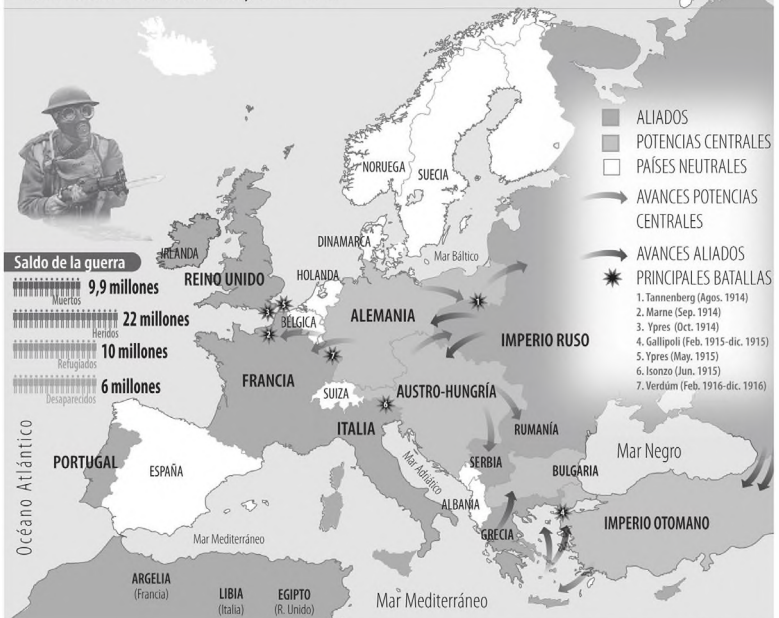 ALIADOS
POTENCIAS CENTRALES
PAÍSES NEUTRALES
AVANCES POTENCIAS
CENTRALES
AVANCES ALIADOS
PRINCIPALES BATALLAS
1. Tannenberg (Agos. 1914)
2. Marne (Sep. 1914)
3. Ypres (Oct. 1914)
4. Gallipoli (Feb. 1915-dic. 1915)
5. Ypres (May. 1915)
6. Isonzo (Jun. 1915)
7. Verdúm (Feb. 1916-dic. 1916)
NORUEGA
SUECIA
DINAMARCA
Mar Báltico
IRLANDA
REINO UNIDO
HOLANDA
BÉLGICA
ALEMANIA
IMPERIO RUSO
Saldo de la guerra
9,9 millones
Muertos
22 millones
Heridos
10 millones
Refugiados
6 millones
Desaparecidos
FRANCIA
SUIZA
AUSTRO-HUNGRÍA
ITALIA
RUMANÍA
Océano Atlántico
PORTUGAL
ESPAÑA
Mar Adriático
SERBIA
BULGARIA
Mar Negro
ALBANIA
GRECIA
IMPERIO OTOMANO
Mar Mediterráneo
ARGELIA
(Francia)
LIBIA
(Italia)
EGIPTO
(R. Unido)
Mar Mediterráneo